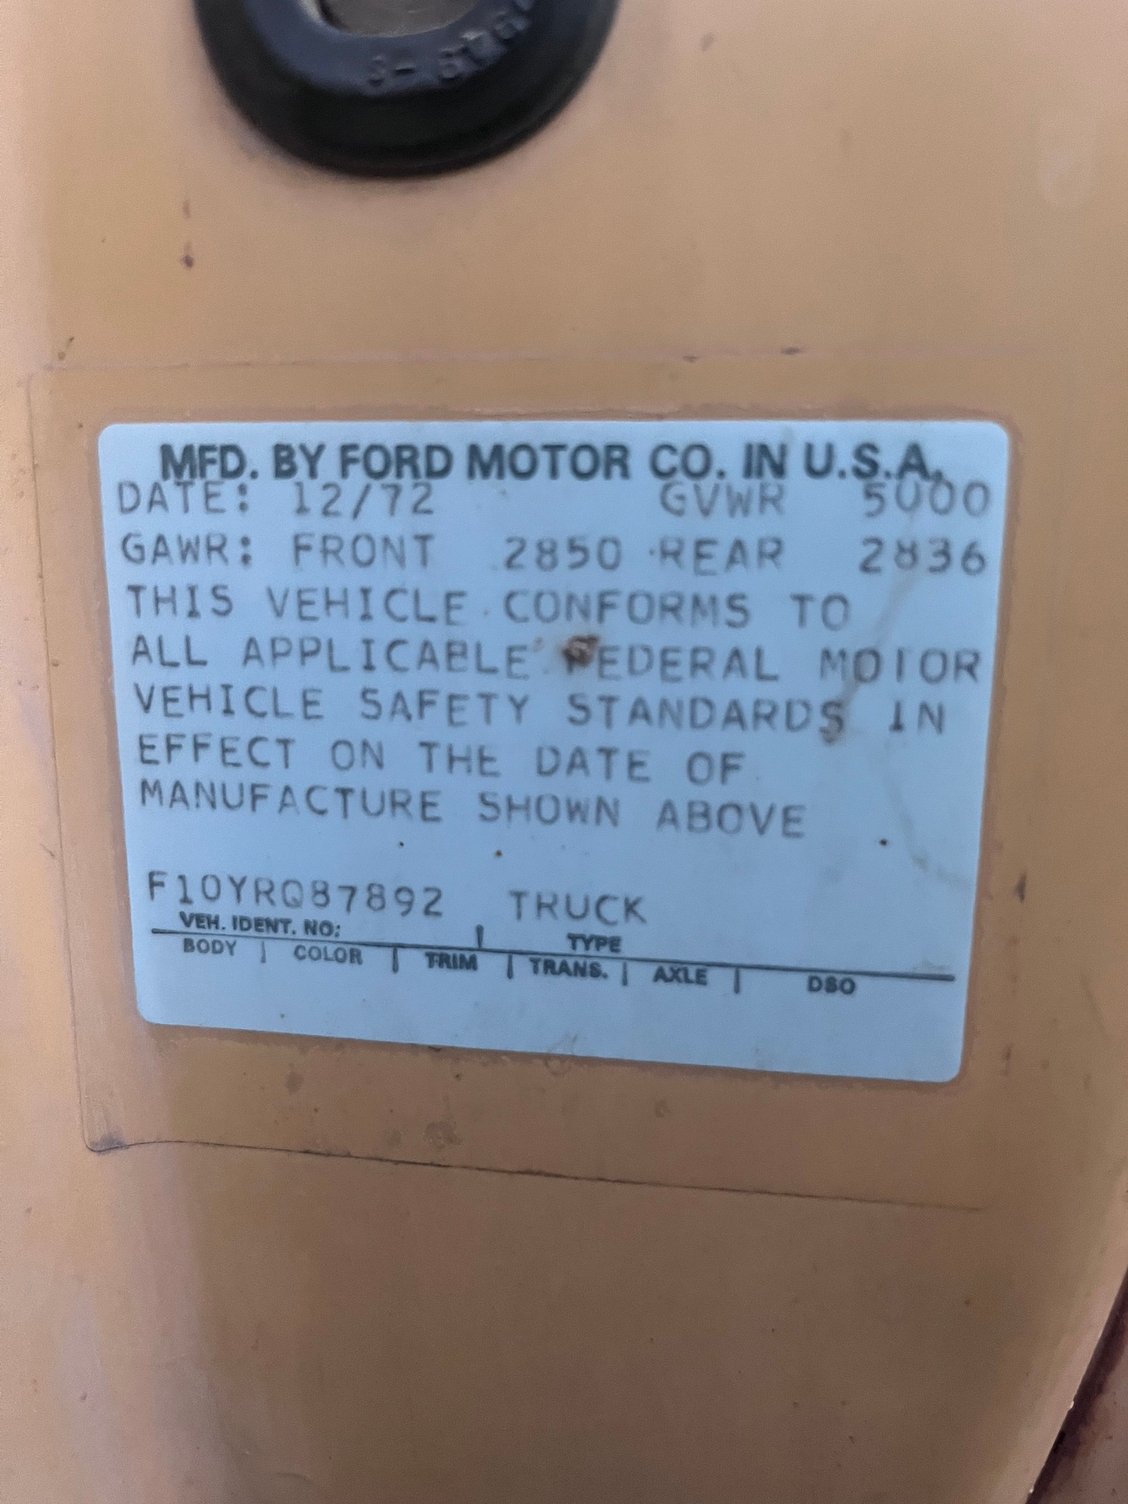 MFD. BY FORD MOTOR CO. IN U.S.A.
DATE: 12/72 GVWR 5000
GAWR: FRONT 2850 REAR 2836
THIS VEHICLE CONFORMS TO
ALL APPLICABLE FEDERAL MOTOR
VEHICLE SAFETY STANDARDS IN
EFFECT ON THE DATE OF
MANUFACTURE SHOWN ABOVE
F10YRQ87892 TRUCK
VEH. IDENT. NO: TYPE
BODY | COLOR | TRIM | TRANS. | AXLE | DSO